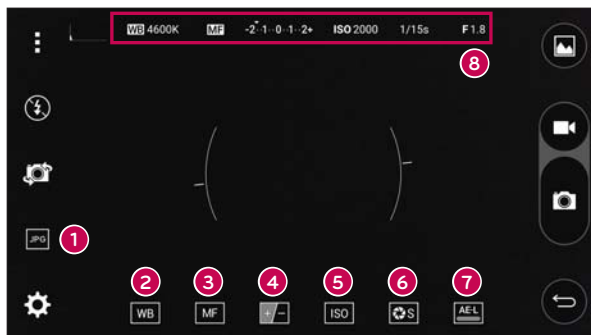 WB 4600K MF -2··1··0··1··2+ ISO 2000 1/15s F 1.8
8
JPG 1
2 3 4 5 6 7
WB MF +/- ISO S AE-L